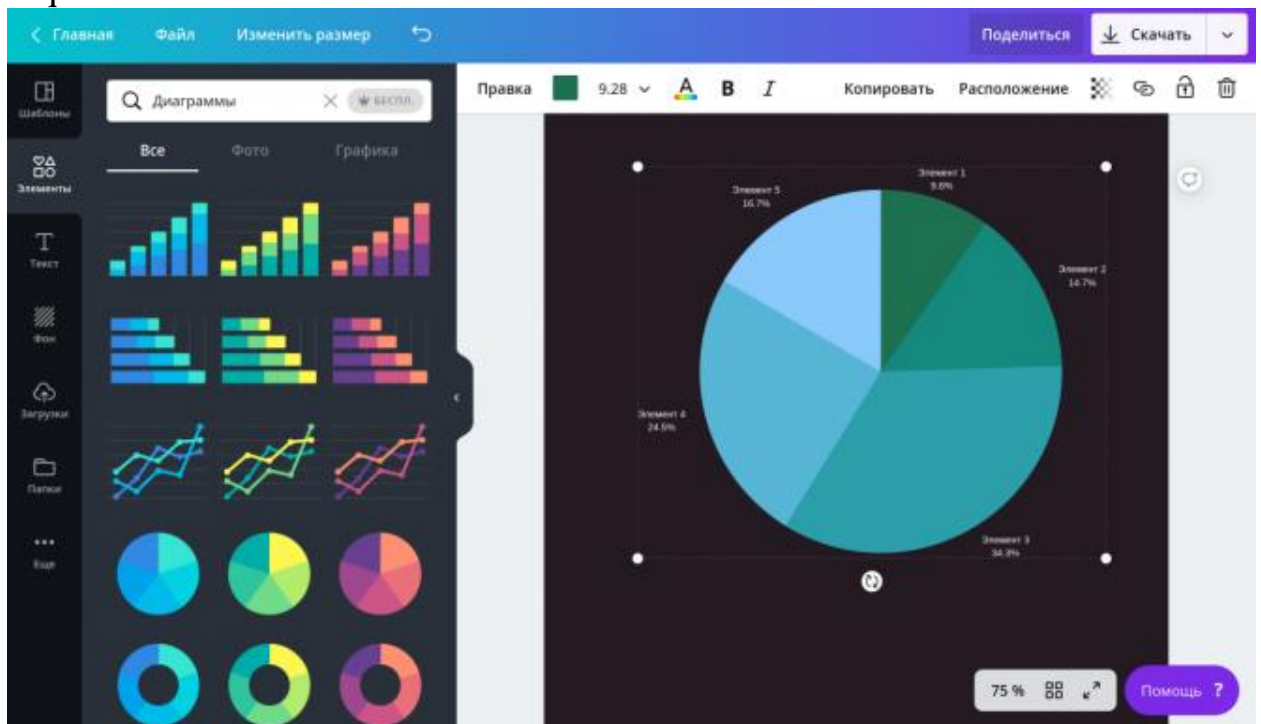 Главная Файл Изменить размер Поделиться Скачать
Шаблоны
Элементы
Текст
Фон
Загрузки
Папки
Еще
Диаграммы БЕСПЛ.
Все Фото Графика
Правка 9.28 A B I Копировать Расположение
Элемент 1
9.8%
Элемент 2
14.7%
Элемент 3
34.3%
Элемент 4
24.5%
Элемент 5
16.7%
75 % Помощь ?